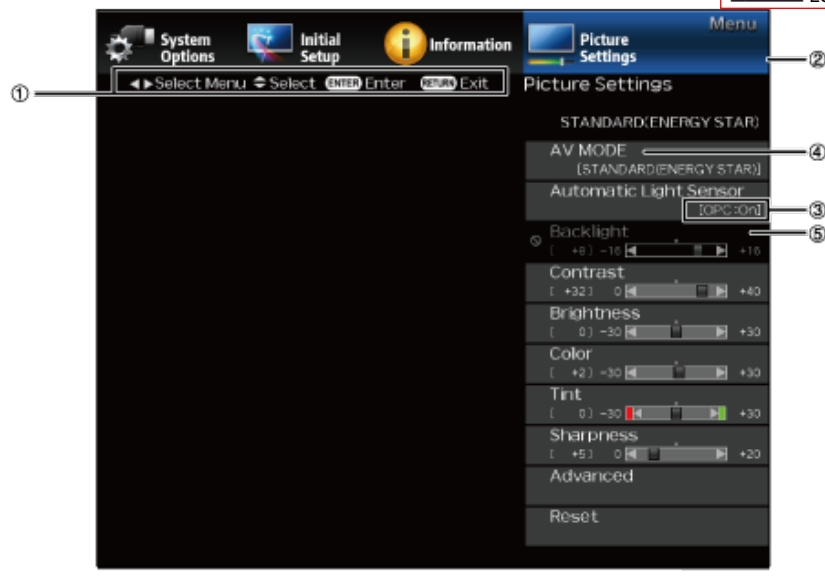 Menu
System Options
Initial Setup
Information
Picture Settings
②
①
◀▶Select Menu ◆Select ENTER Enter RETURN Exit
Picture Settings
STANDARD(ENERGY STAR)
AV MODE
④
[STANDARD(ENERGY STAR)]
Automatic Light Sensor
[OPC:On]
③
Backlight
⑤
[ +8] -16 +16
Contrast
[ +32] 0 +40
Brightness
[ 0] -30 +30
Color
[ +2] -30 +30
Tint
[ 0] -30 +30
Sharpness
[ +5] 0 +20
Advanced
Reset